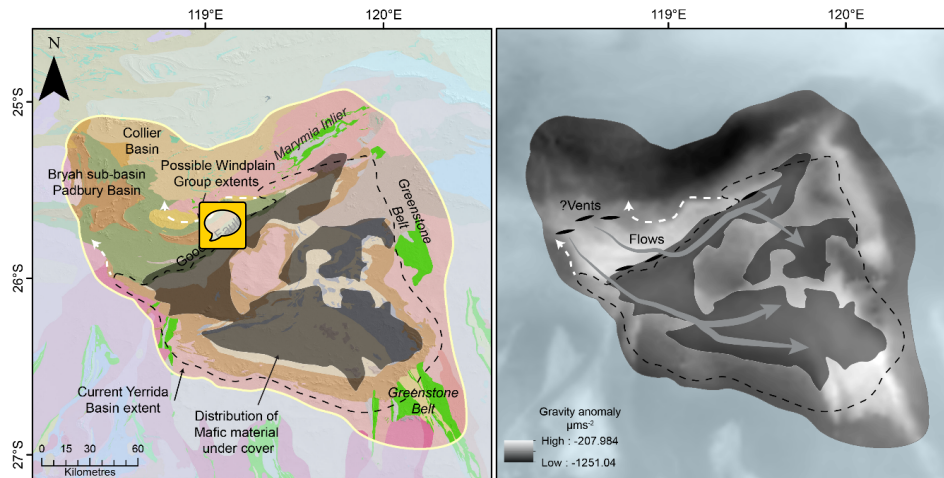 119°E
120°E
119°E
120°E
25°S
26°S
27°S
N
Collier
Basin
Bryah sub-basin
Padbury Basin
Possible Windplain
Group extents
Marymia Inlier
Greenstone
Belt
Greenstone
Belt
Current Yerrida
Basin extent
Distribution of
Mafic material
under cover
0 15 30 60
Kilometres
?Vents
Flows
Gravity anomaly
µms⁻²
High : -207.984
Low : -1251.04